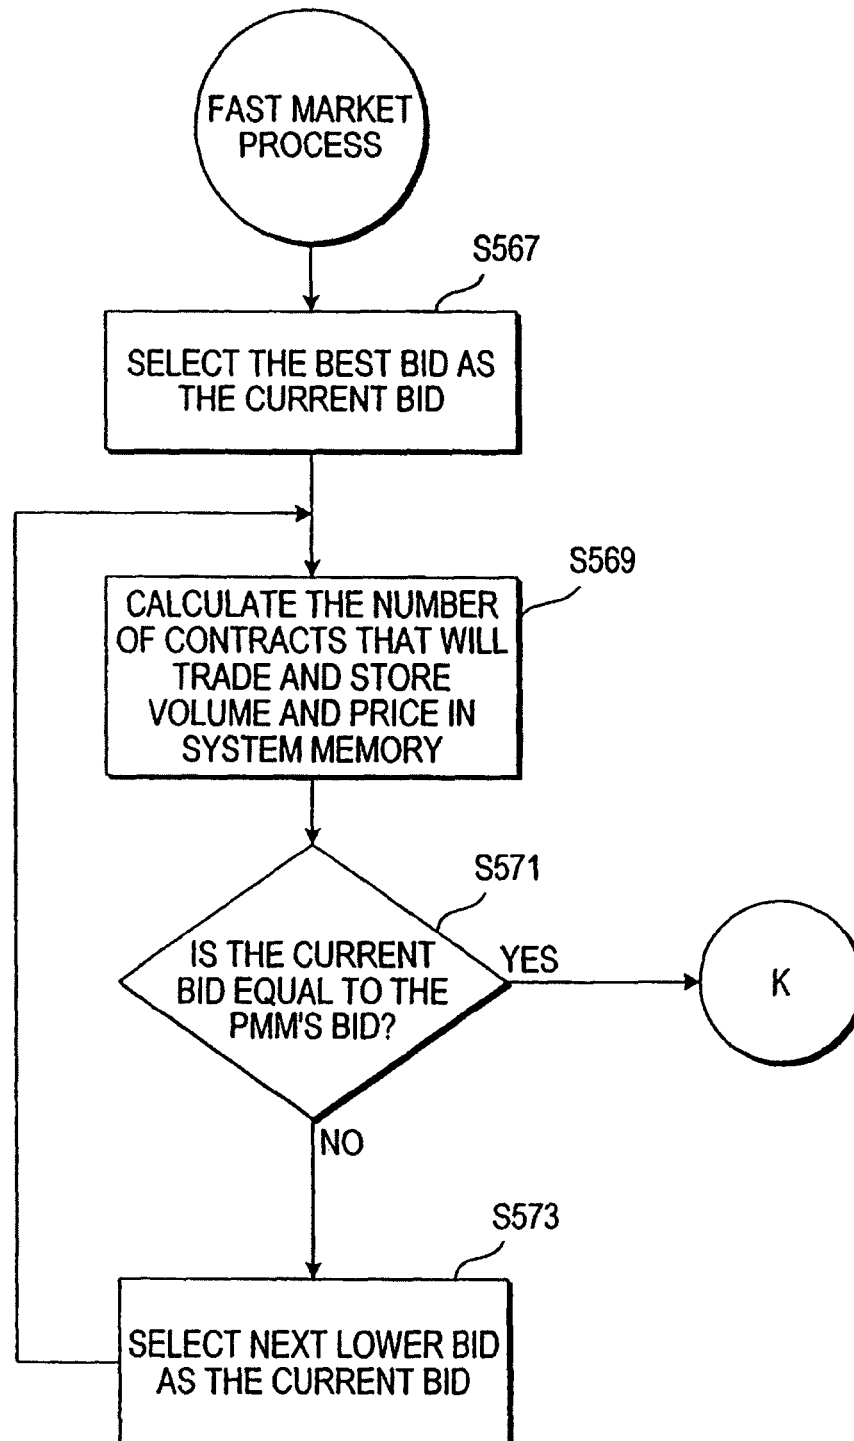 FAST MARKET
PROCESS
S567
SELECT THE BEST BID AS
THE CURRENT BID
S569
CALCULATE THE NUMBER
OF CONTRACTS THAT WILL
TRADE AND STORE
VOLUME AND PRICE IN
SYSTEM MEMORY
S571
IS THE CURRENT
BID EQUAL TO THE
PMM'S BID?
YES
K
NO
S573
SELECT NEXT LOWER BID
AS THE CURRENT BID